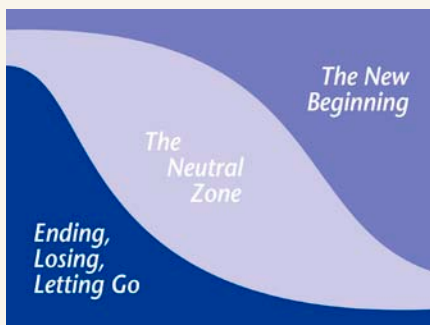 The New
Beginning
The
Neutral
Zone
Ending,
Losing,
Letting Go